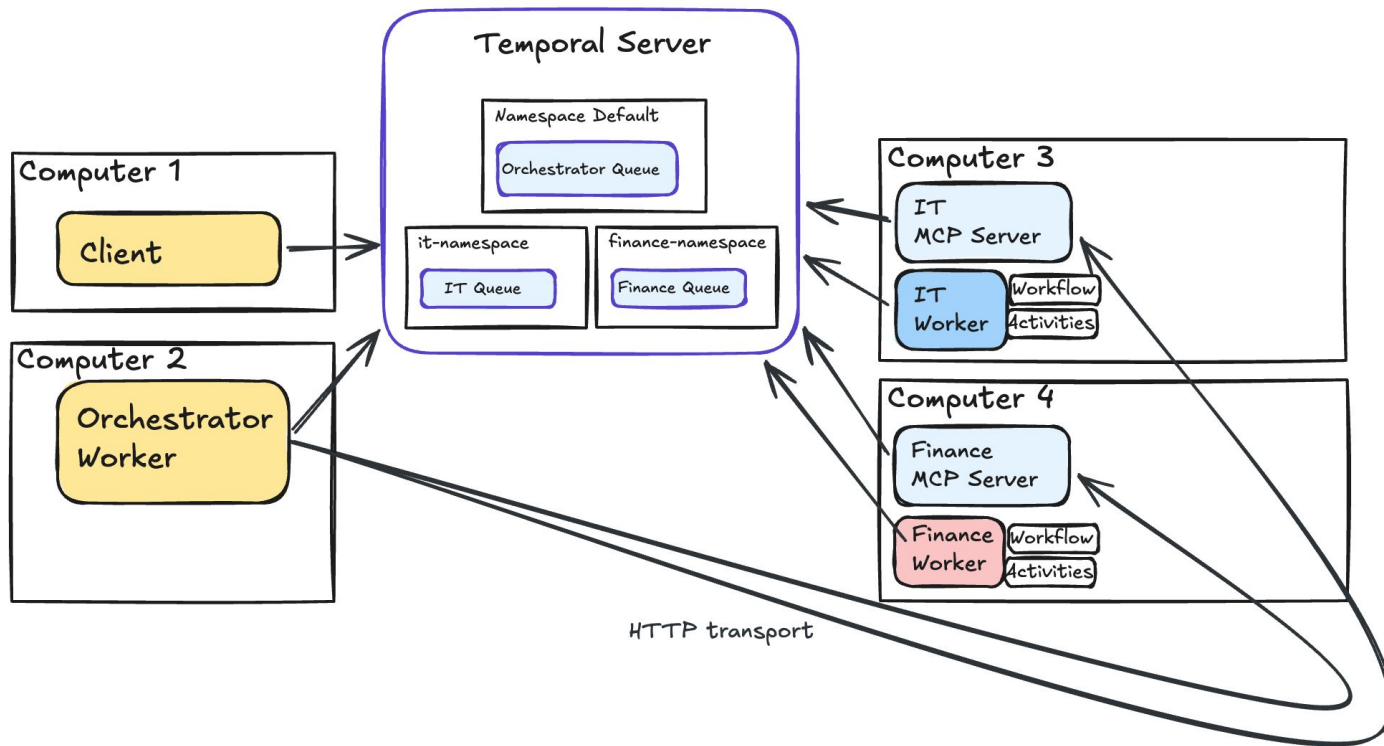 Temporal Server
Namespace Default
Orchestrator Queue
it-namespace
IT Queue
finance-namespace
Finance Queue
Computer 1
Client
Computer 2
Orchestrator
Worker
Computer 3
IT
MCP Server
IT
Worker
Workflow
Activities
Computer 4
Finance
MCP Server
Finance
Worker
Workflow
Activities
HTTP transport